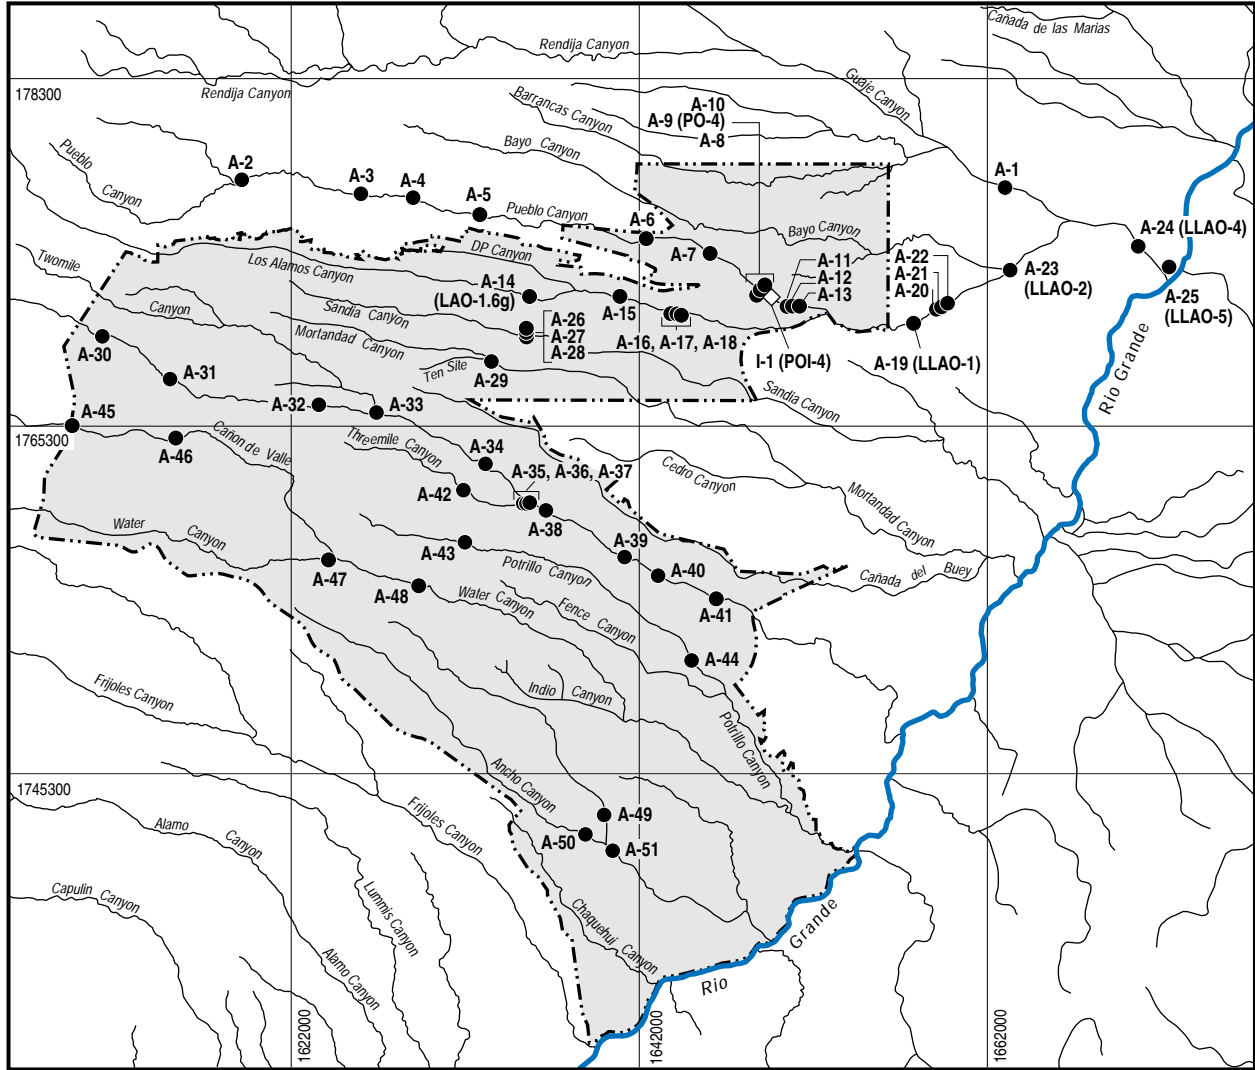 Cañada de las Marias
Rendija Canyon
Guaje Canyon
178300
Rendija Canyon
Barrancas Canyon
A-10
A-9 (PO-4)
A-8
Bayo Canyon
Pueblo
Canyon
A-2
A-3
A-4
A-5
A-1
Pueblo Canyon
A-6
Bayo Canyon
A-7
DP Canyon
A-24 (LLAO-4)
Twomile
Los Alamos Canyon
A-22
A-21
A-20
A-11
A-12
A-13
A-23
(LLAO-2)
A-14
(LAO-1.6g)
A-15
A-25
(LLAO-5)
Canyon
Sandia Canyon
A-26
A-27
A-28
Mortandad Canyon
A-16, A-17, A-18
I-1 (POI-4)
A-19 (LLAO-1)
Rio Grande
A-30
Ten Site
A-29
A-31
Sandia Canyon
A-32
A-33
A-45
1765300
A-46
Cañon de Valle
Threemile Canyon
A-34
A-35, A-36, A-37
Cedro Canyon
A-42
A-38
Mortandad Canyon
Water
Canyon
A-43
A-39
Potrillo Canyon
A-40
Cañada del Buey
A-47
A-48
Water Canyon
Fence Canyon
A-41
A-44
Frijoles Canyon
Indio Canyon
Potrillo Canyon
1745300
Ancho Canyon
Alamo
Canyon
Frijoles Canyon
A-49
A-50
A-51
Capulin Canyon
Lummis Canyon
Chaquehui Canyon
Alamo Canyon
Rio
Grande
1622000
1642000
1662000